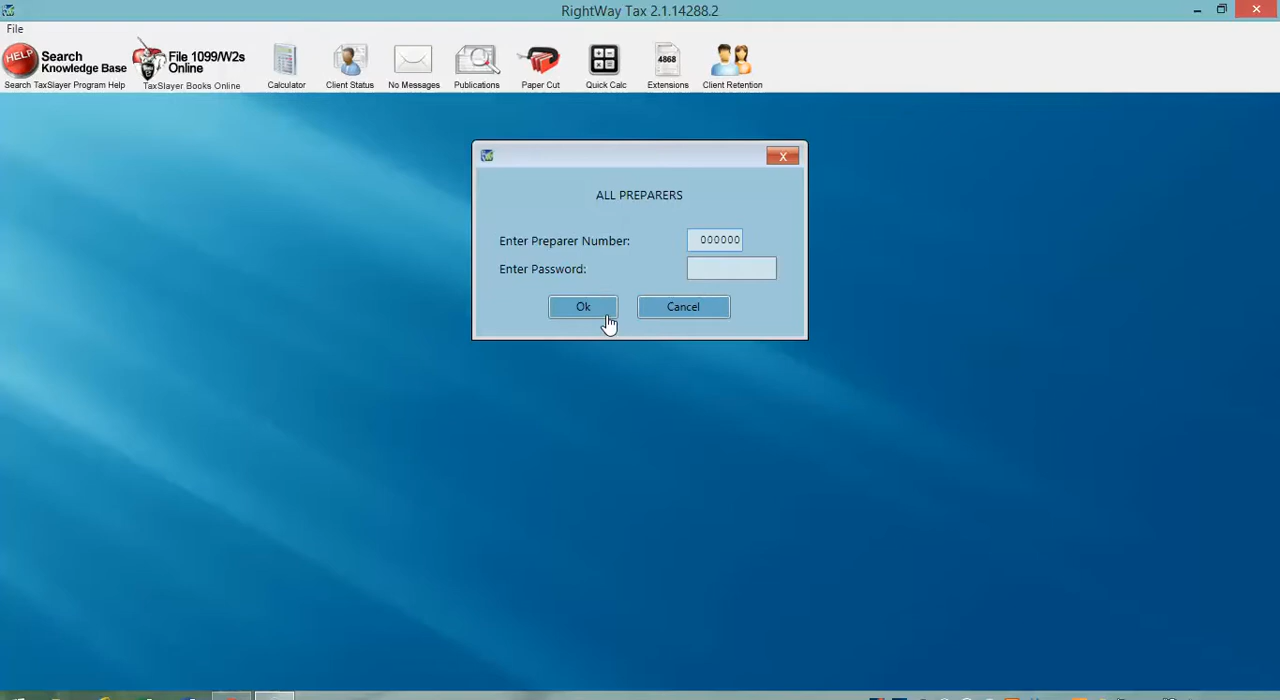 RightWay Tax 2.1.14288.2
File
HELP Search Knowledge Base
Search TaxSlayer Program Help
File 1099/W2s Online
TaxSlayer Books Online
Calculator
Client Status
No Messages
Publications
Paper Cut
Quick Calc
4868
Extensions
Client Retention
X
ALL PREPARERS
Enter Preparer Number: 000000
Enter Password:
Ok Cancel